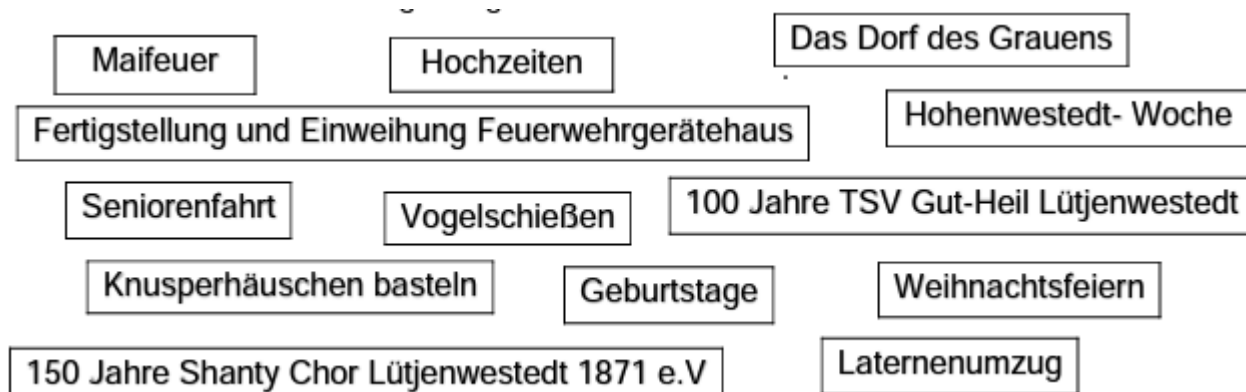 Maifeuer
Hochzeiten
Das Dorf des Grauens
Fertigstellung und Einweihung Feuerwehrgerätehaus
Hohenwestedt- Woche
Seniorenfahrt
Vogelschießen
100 Jahre TSV Gut-Heil Lütjenwestedt
Knusperhäuschen basteln
Geburtstage
Weihnachtsfeiern
150 Jahre Shanty Chor Lütjenwestedt 1871 e.V
Laternenumzug